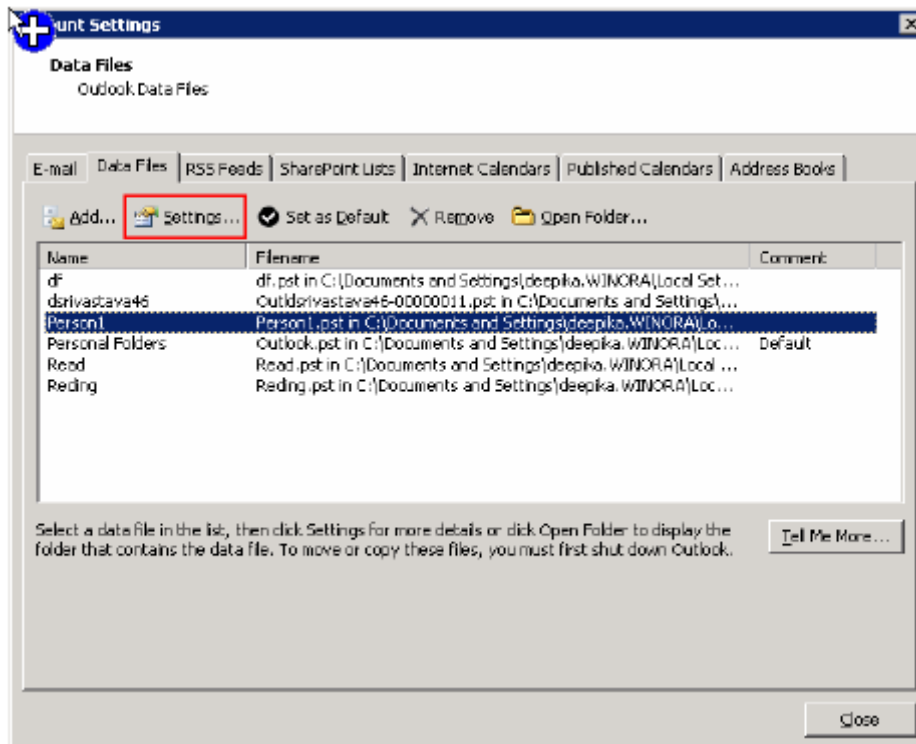 unt Settings
Data Files
Outlook Data Files
E-mail Data Files RSS Feeds SharePoint Lists Internet Calendars Published Calendars Address Books
Add... Settings... Set as Default Remove Open Folder...
Name Filename Comment
df df.pst in C:\Documents and Settings\deepika.WINORA\Local Set...
dsrivastava46 Outldsrivastava46-00000011.pst in C:\Documents and Settings\...
Person1 Person1.pst in C:\Documents and Settings\deepika.WINORA\Lo...
Personal Folders Outlook.pst in C:\Documents and Settings\deepika.WINORA\Loc... Default
Read Read.pst in C:\Documents and Settings\deepika.WINORA\Local ...
Reding Reding.pst in C:\Documents and Settings\deepika.WINORA\Loc...
Select a data file in the list, then click Settings for more details or click Open Folder to display the
folder that contains the data file. To move or copy these files, you must first shut down Outlook.
Tell Me More...
Close